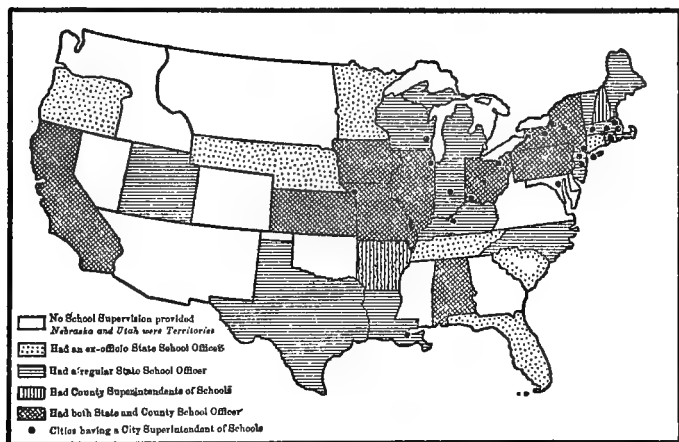 No School Supervision provided
Nebraska and Utah were Territories
Had an ex-officio State School Officer
Had a regular State School Officer
Had County Superintendents of Schools
Had both State and County School Officer
Cities having a City Superintendent of Schools